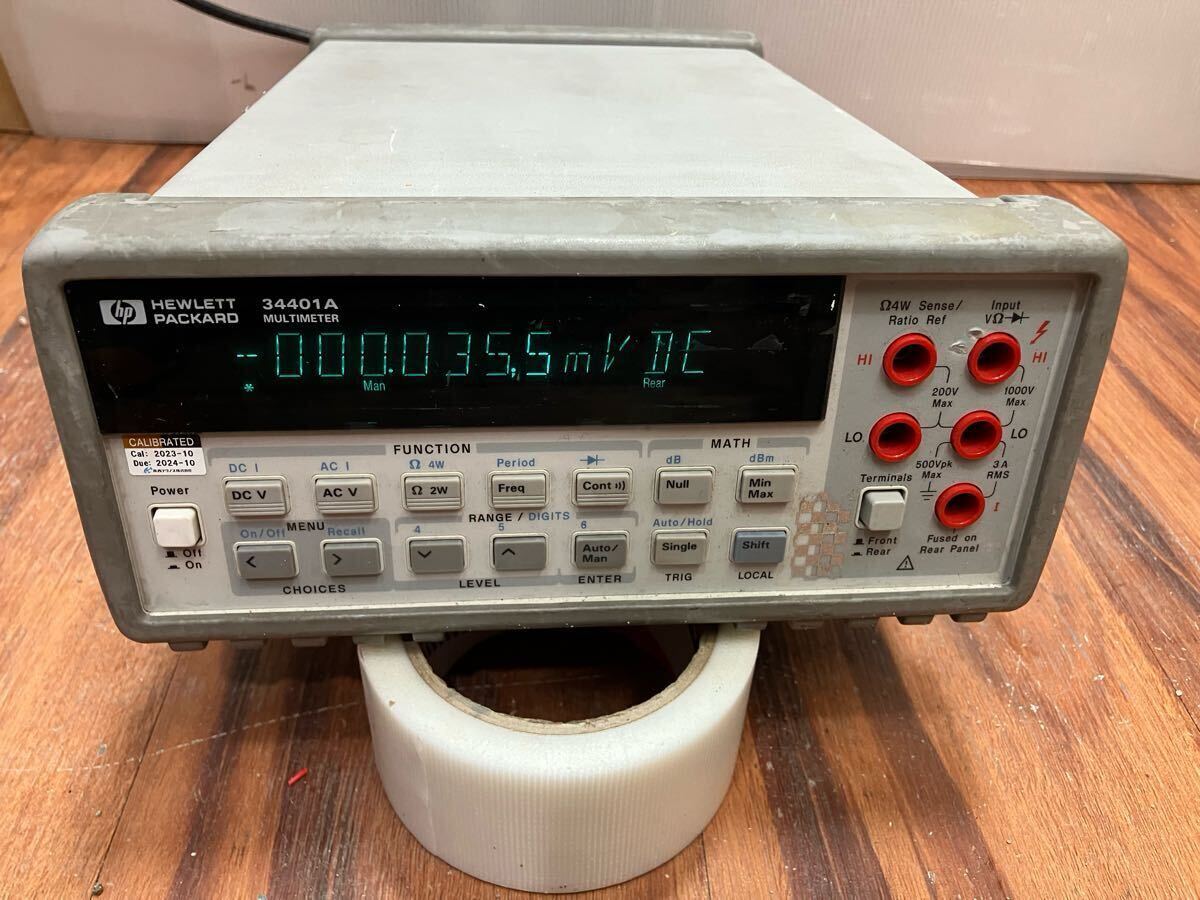 hp HEWLETT PACKARD
34401A
MULTIMETER
-000.035,5 mV DC
* Man Rear
CALIBRATED
Cal: 2023-10
Due: 2024-10
Power
Off
On
FUNCTION
MATH
DC I AC I Ω 4W Period dB dBm
DC V AC V Ω 2W Freq Cont Null Min Max
MENU
RANGE / DIGITS
On/Off Recall 4 5 6 Auto/Hold
< > Auto/Man Single Shift
CHOICES LEVEL ENTER TRIG LOCAL
Ω4W Sense/ Ratio Ref
Input
VΩ
HI HI
200V Max
1000V Max
LO LO
500Vpk Max
3A RMS
Terminals
Front
Rear
I
Fused on
Rear Panel